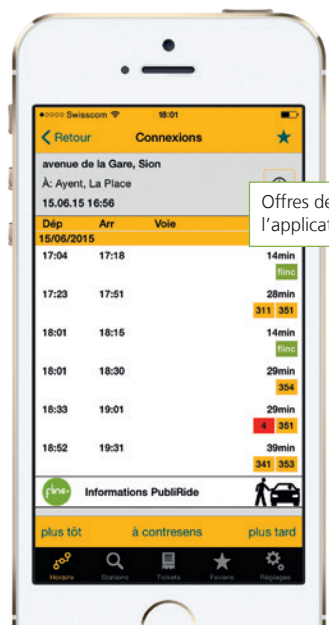 Swisscom 18:01
Retour Connexions
avenue de la Gare, Sion
À: Ayent, La Place
15.06.15 16:56
Offres de
l'applicat
Dép Arr Voie
15/06/2015
17:04 17:18 14min
flinc
17:23 17:51 28min
311 351
18:01 18:15 14min
flinc
18:01 18:30 29min
354
18:33 19:01 29min
4 351
18:52 19:31 39min
341 353
flinc Informations PubliRide
plus tôt à contresens plus tard
Horaire Stations Tickets Favoris Réglages